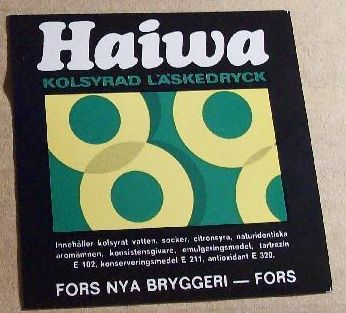 Haiwa
KOLSYRAD LÄSKEDRYCK
Innehåller kolsyrat vatten, socker, citronsyra, naturidentiska
aromämnen, konsistensgivare, emulgeringsmedel, tartrazin
E 102, konserveringsmedel E 211, antioxidant E 320.
FORS NYA BRYGGERI — FORS